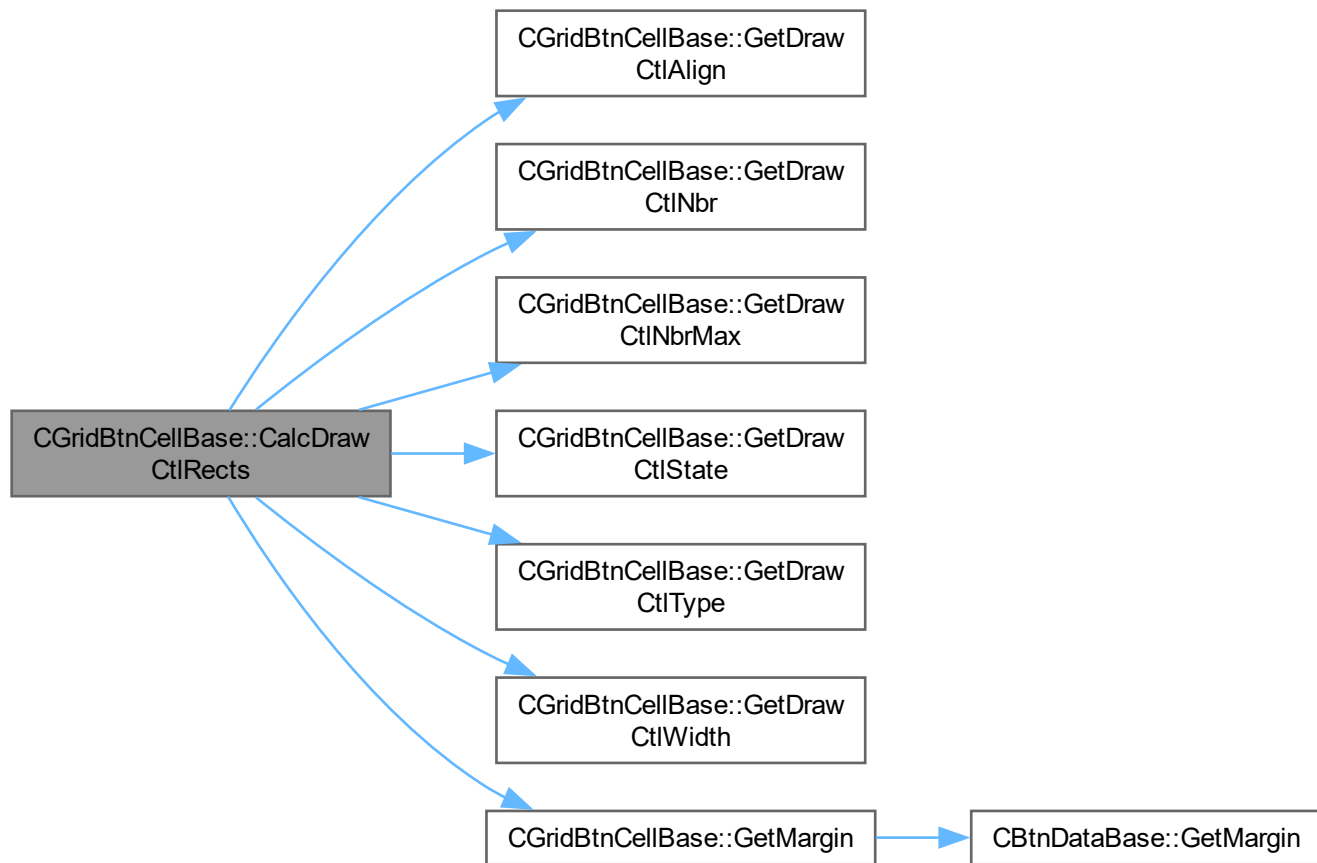 CGridBtnCellBase::GetDraw
CtlAlign
CGridBtnCellBase::GetDraw
CtlNbr
CGridBtnCellBase::GetDraw
CtlNbrMax
CGridBtnCellBase::CalcDraw
CtlRects
CGridBtnCellBase::GetDraw
CtlState
CGridBtnCellBase::GetDraw
CtlType
CGridBtnCellBase::GetDraw
CtlWidth
CGridBtnCellBase::GetMargin
CBtnDataBase::GetMargin